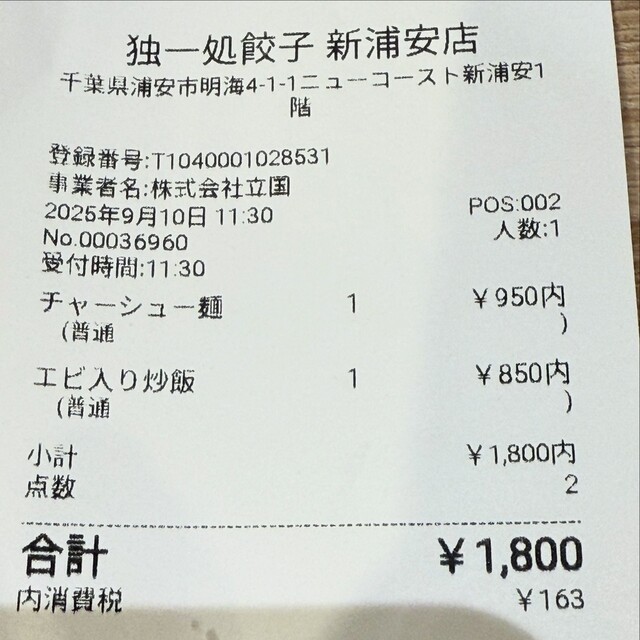 独一処餃子 新浦安店
千葉県浦安市明海4-1-1ニューコースト新浦安1
階
登録番号:T1040001028531
事業者名:株式会社立国
2025年9月10日 11:30 POS:002
No.00036960 人数:1
受付時間:11:30
チャーシュー麺 1 ¥950内
(普通 )
エビ入り炒飯 1 ¥850内
(普通 )
小計 ¥1,800内
点数 2
合計 ¥1,800
内消費税 ¥163